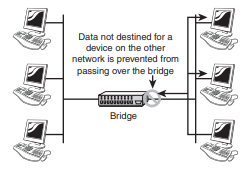 Data not destined for a
device on the other
network is prevented from
passing over the bridge
Bridge